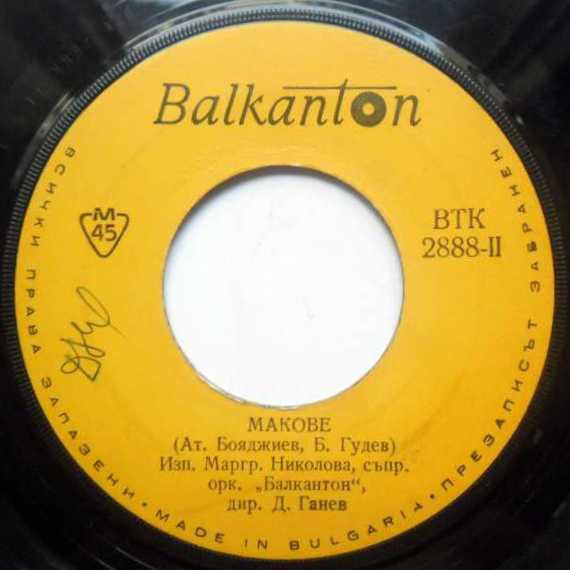 Balkanton
М
45
ВТК
2888-II
МАКОВЕ
(Ат. Бояджиев, Б. Гудев)
Изп. Маргр. Николова, съпр.
орк. „Балкантон“,
дир. Д. Ганев
ВСИЧКИ ПРАВА ЗАПАЗЕНИ • MADE IN BULGARIA • ПРЕЗАПИСЪТ ЗАБРАНЕН